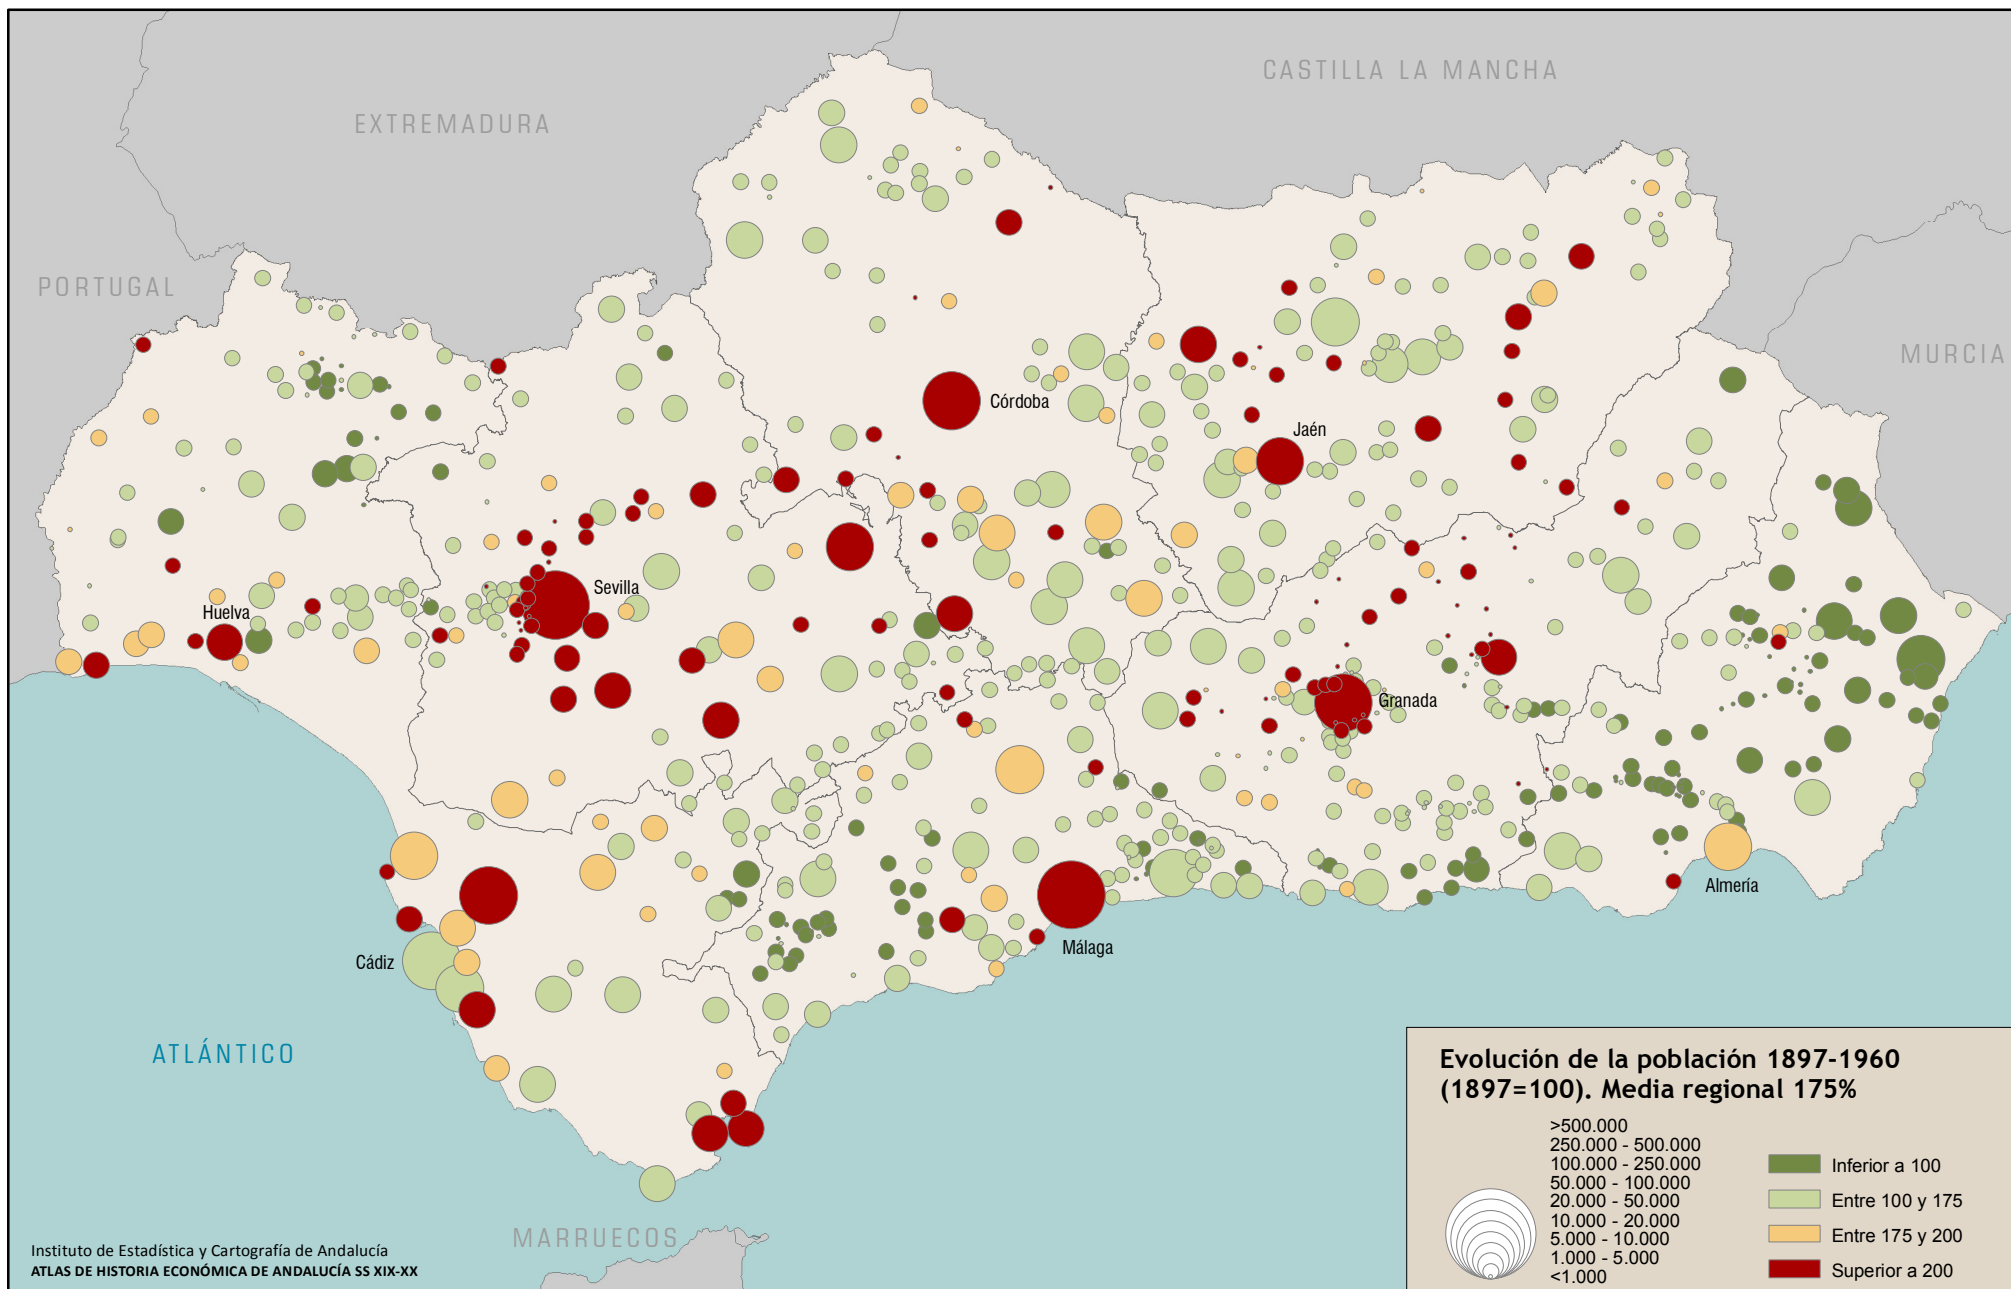 CASTILLA LA MANCHA
EXTREMADURA
PORTUGAL
MURCIA
Córdoba
Jaén
Sevilla
Huelva
Granada
Almería
Málaga
Cádiz
ATLÁNTICO
MARRUECOS
Evolución de la población 1897-1960
(1897=100). Media regional 175%
>500.000
250.000 - 500.000
100.000 - 250.000
50.000 - 100.000
20.000 - 50.000
10.000 - 20.000
5.000 - 10.000
1.000 - 5.000
<1.000
Inferior a 100
Entre 100 y 175
Entre 175 y 200
Superior a 200
Instituto de Estadística y Cartografía de Andalucía
ATLAS DE HISTORIA ECONÓMICA DE ANDALUCÍA SS XIX-XX